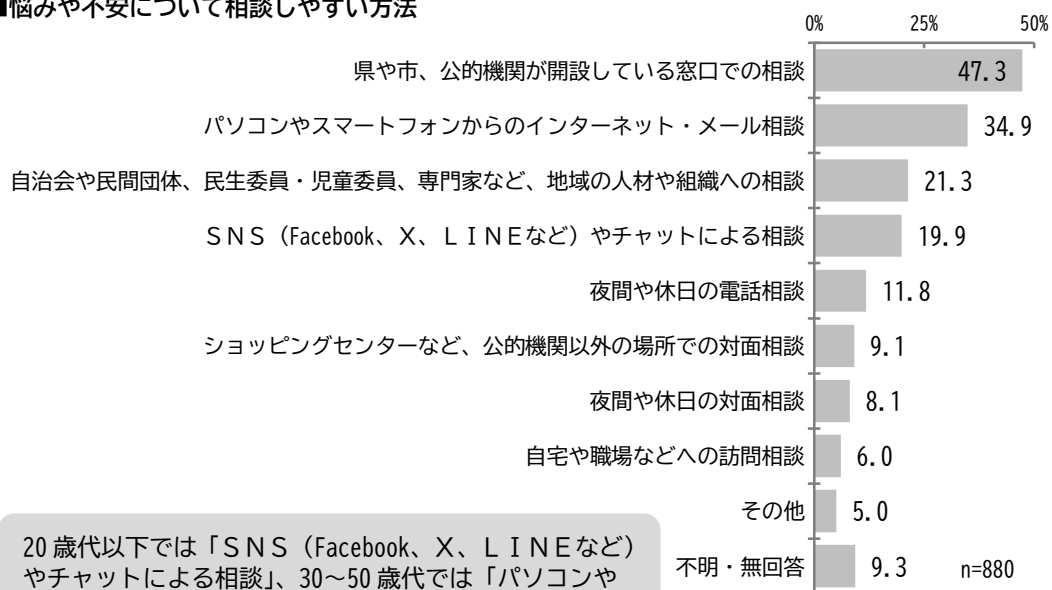 ■悩みや不安について相談しやすい方法
0% 25% 50%
県や市、公的機関が開設している窓口での相談 47.3
パソコンやスマートフォンからのインターネット・メール相談 34.9
自治会や民間団体、民生委員・児童委員、専門家など、地域の人材や組織への相談 21.3
ＳＮＳ（Facebook、Ｘ、ＬＩＮＥなど）やチャットによる相談 19.9
夜間や休日の電話相談 11.8
ショッピングセンターなど、公的機関以外の場所での対面相談 9.1
夜間や休日の対面相談 8.1
自宅や職場などへの訪問相談 6.0
その他 5.0
不明・無回答 9.3 n=880
20 歳代以下では「ＳＮＳ（Facebook、Ｘ、ＬＩＮＥなど）
やチャットによる相談」、30～50 歳代では「パソコンや